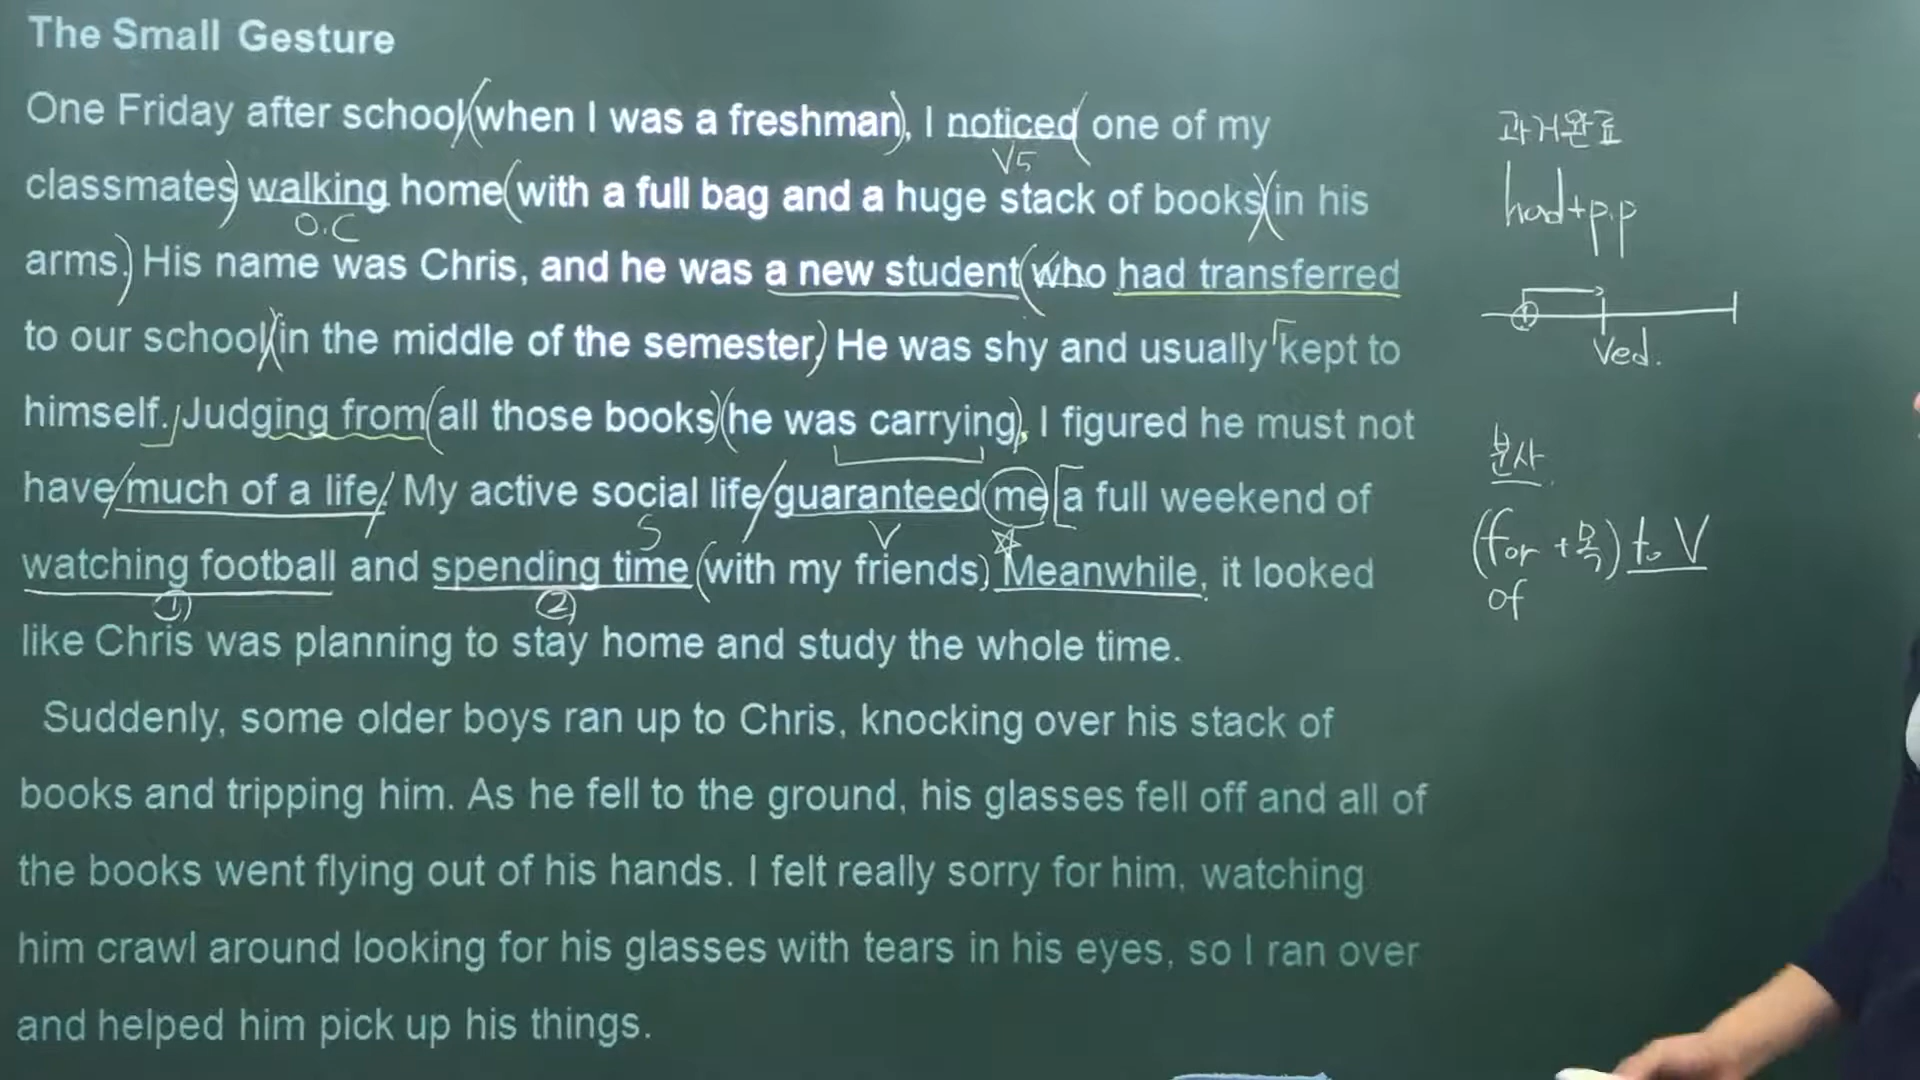 The Small Gesture
One Friday after school (when I was a freshman), I noticed (one of my
V5
classmates) walking home (with a full bag and a huge stack of books)(in his
O.C
arms.) His name was Chris, and he was a new student (who had transferred
to our school)(in the middle of the semester.) He was shy and usually kept to
himself. Judging from (all those books)(he was carrying), I figured he must not
have / much of a life. / My active social life / guaranteed me [a full weekend of
S
V
watching football and spending time (with my friends.) Meanwhile, it looked
①
②
like Chris was planning to stay home and study the whole time.
Suddenly, some older boys ran up to Chris, knocking over his stack of
books and tripping him. As he fell to the ground, his glasses fell off and all of
the books went flying out of his hands. I felt really sorry for him, watching
him crawl around looking for his glasses with tears in his eyes, so I ran over
and helped him pick up his things.
과거완료
had+p.p
Ved.
분사
(for +목) to V
of